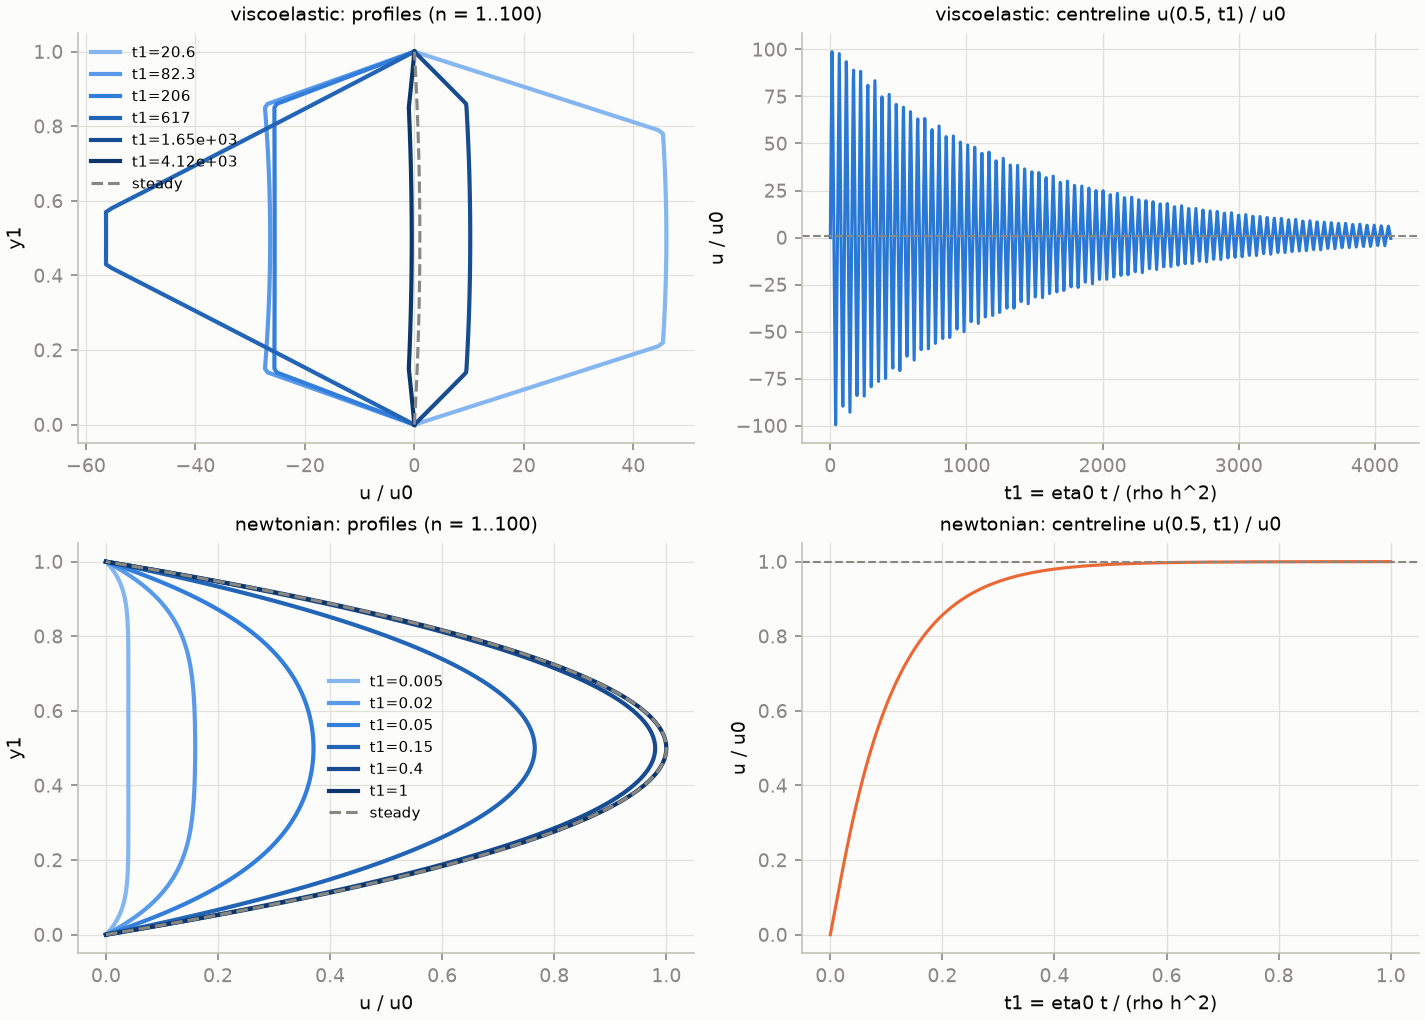 viscoelastic: profiles (n = 1..100)
t1=20.6
t1=82.3
t1=206
t1=617
t1=1.65e+03
t1=4.12e+03
steady
1.0
0.8
0.6
0.4
0.2
0.0
y1
−60
−40
−20
0
20
40
u / u0
viscoelastic: centreline u(0.5, t1) / u0
100
75
50
25
0
−25
−50
−75
−100
u / u0
0
1000
2000
3000
4000
t1 = eta0 t / (rho h^2)
newtonian: profiles (n = 1..100)
t1=0.005
t1=0.02
t1=0.05
t1=0.15
t1=0.4
t1=1
steady
1.0
0.8
0.6
0.4
0.2
0.0
y1
0.0
0.2
0.4
0.6
0.8
1.0
u / u0
newtonian: centreline u(0.5, t1) / u0
1.0
0.8
0.6
0.4
0.2
0.0
u / u0
0.0
0.2
0.4
0.6
0.8
1.0
t1 = eta0 t / (rho h^2)